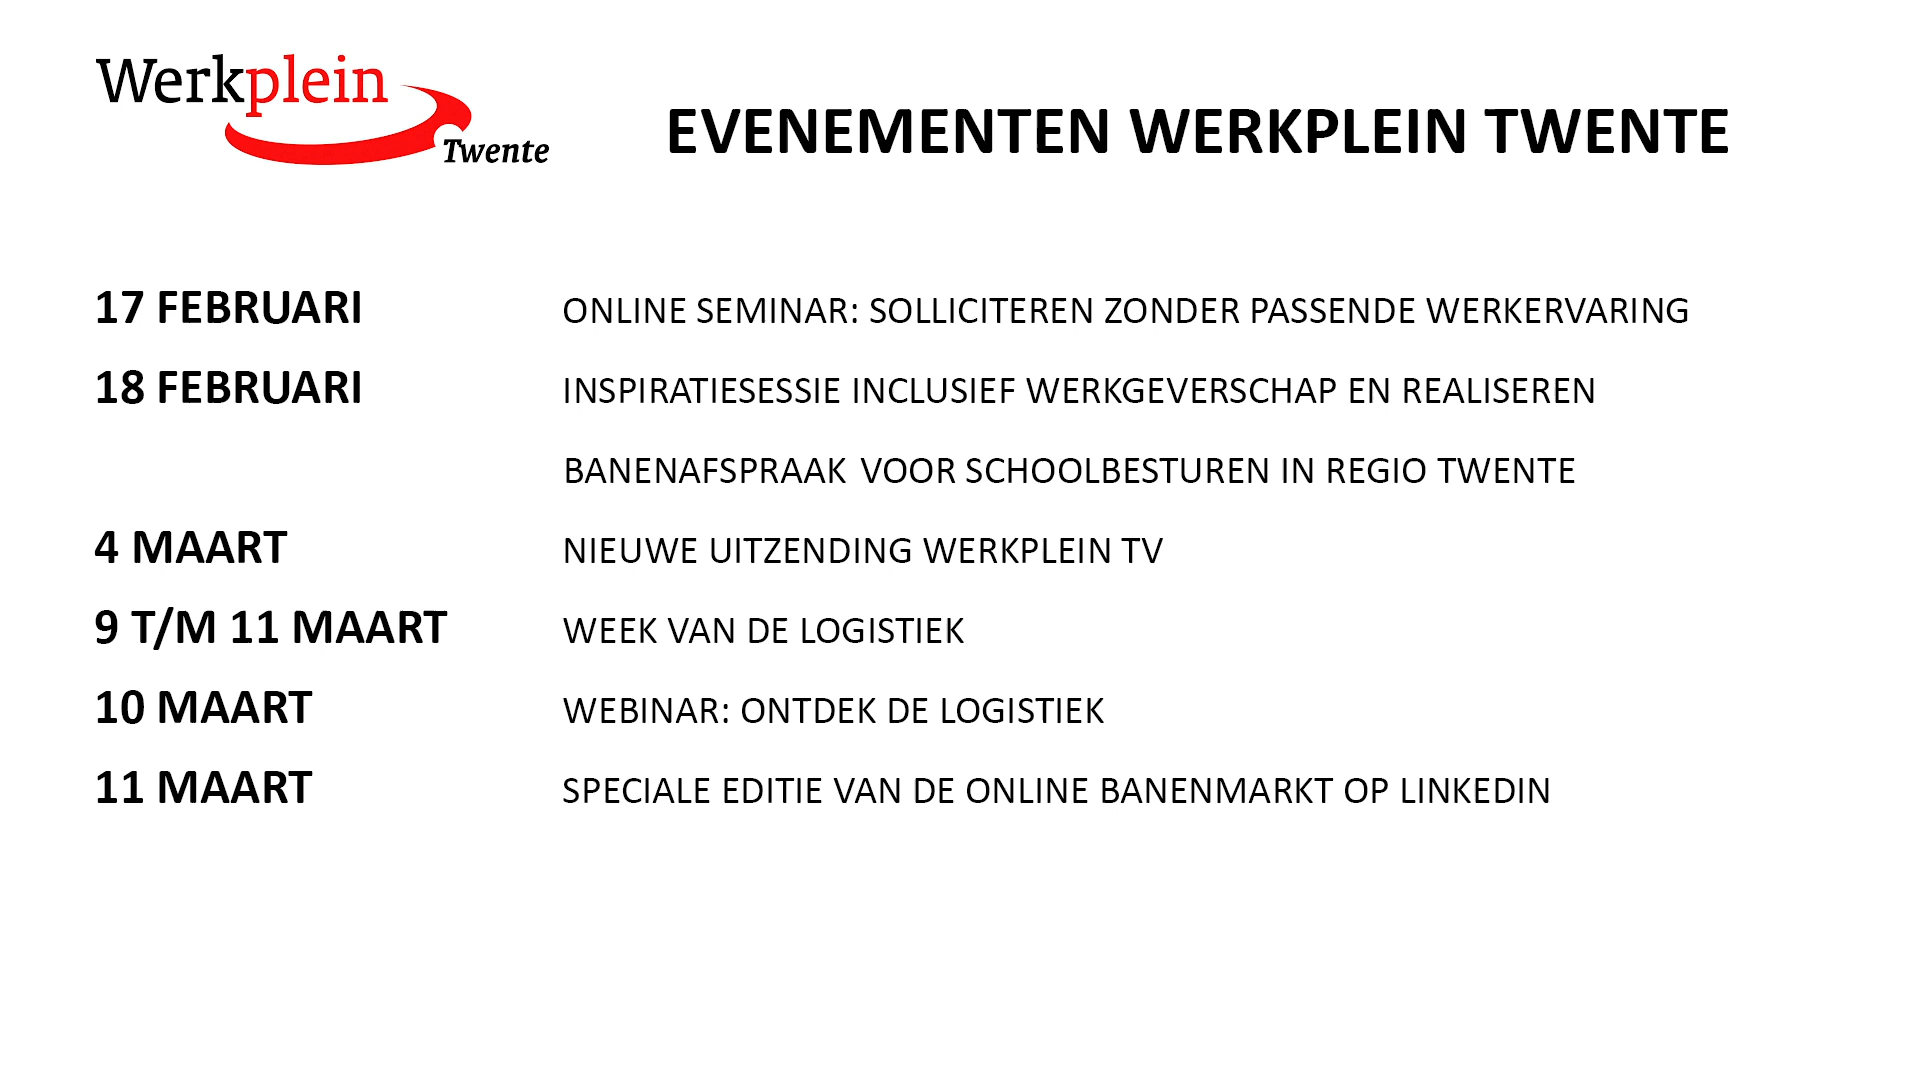 Werkplein
Twente
EVENEMENTEN WERKPLEIN TWENTE
17 FEBRUARI ONLINE SEMINAR: SOLLICITEREN ZONDER PASSENDE WERKERVARING
18 FEBRUARI INSPIRATIESESSIE INCLUSIEF WERKGEVERSCHAP EN REALISEREN
BANENAFSPRAAK VOOR SCHOOLBESTUREN IN REGIO TWENTE
4 MAART NIEUWE UITZENDING WERKPLEIN TV
9 T/M 11 MAART WEEK VAN DE LOGISTIEK
10 MAART WEBINAR: ONTDEK DE LOGISTIEK
11 MAART SPECIALE EDITIE VAN DE ONLINE BANENMARKT OP LINKEDIN